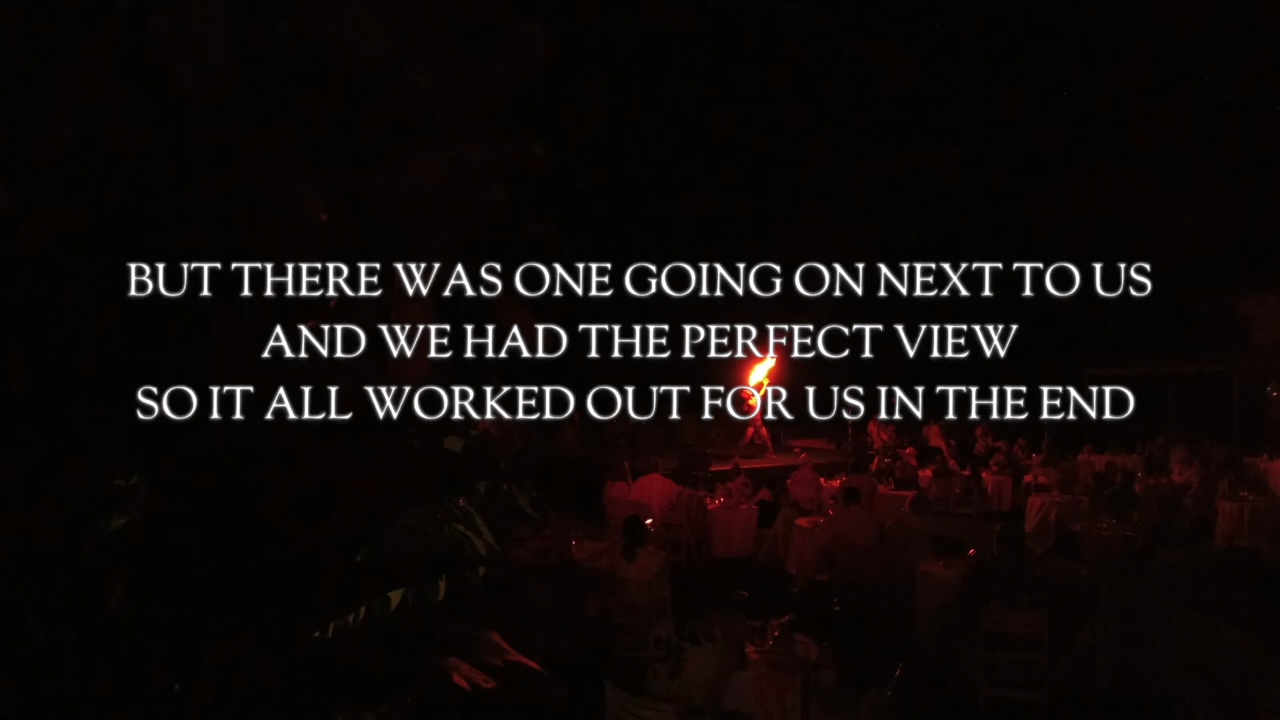 BUT THERE WAS ONE GOING ON NEXT TO US
AND WE HAD THE PERFECT VIEW
SO IT ALL WORKED OUT FOR US IN THE END